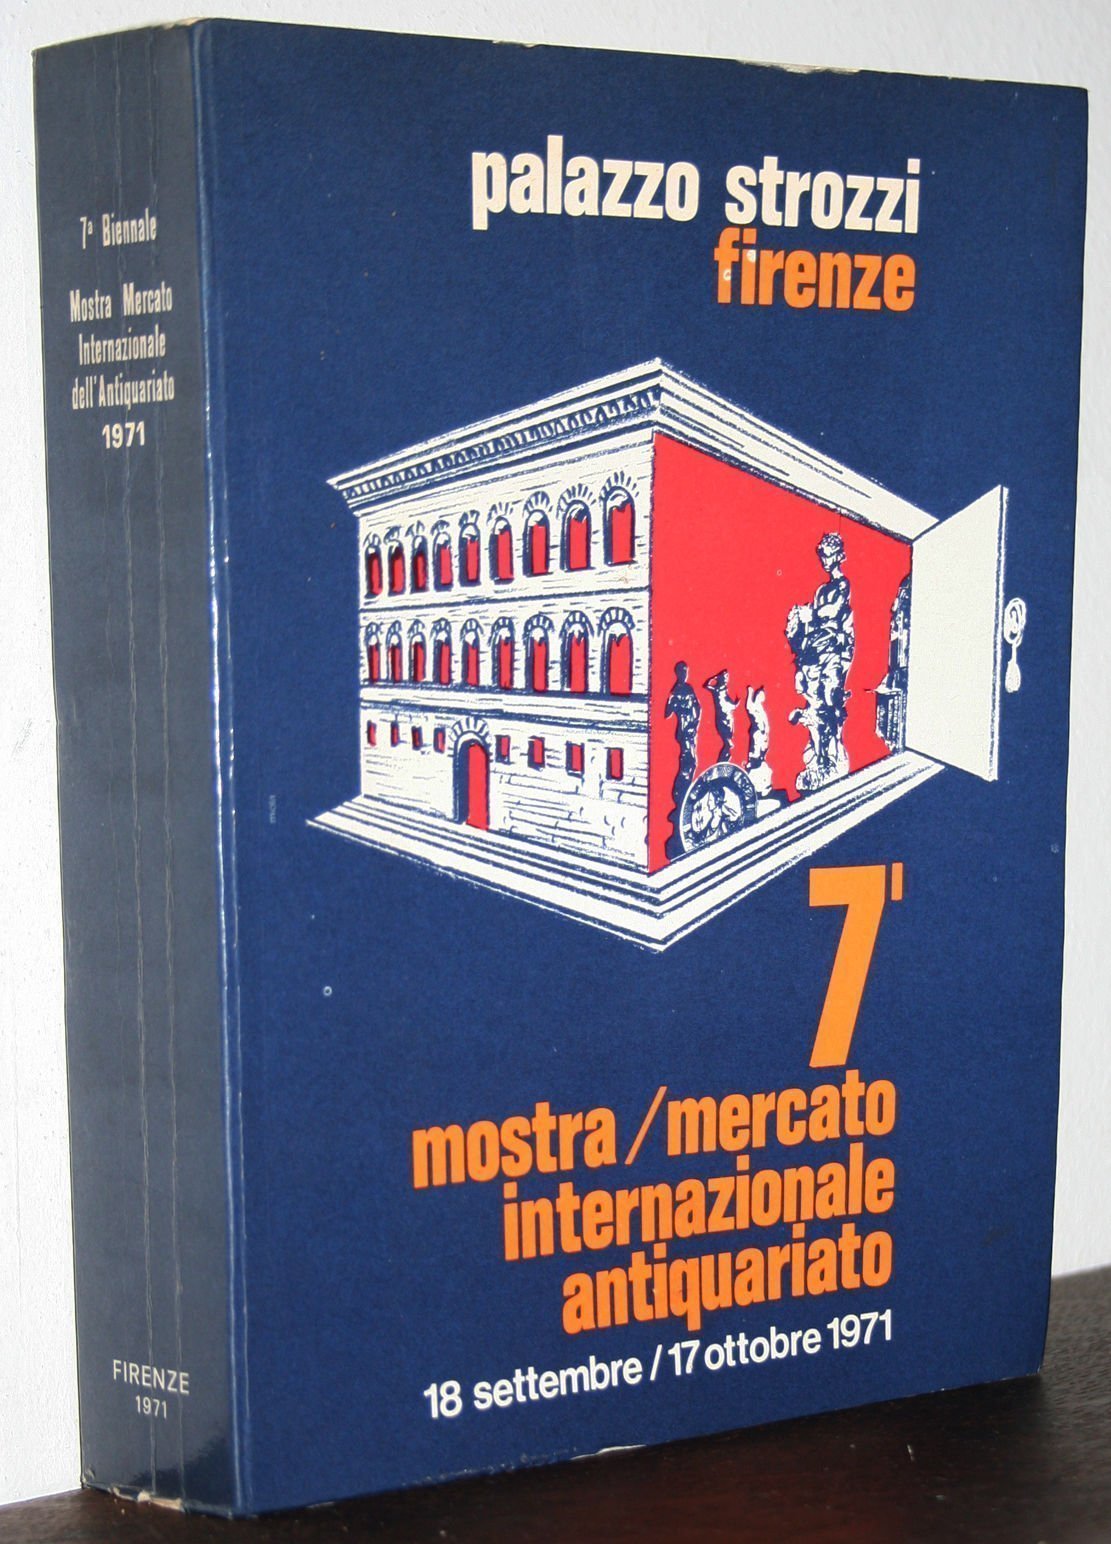 7ª Biennale
Mostra Mercato
Internazionale
dell'Antiquariato
1971
FIRENZE
1971
palazzo strozzi
firenze
7'
mostra/mercato
internazionale
antiquariato
18 settembre/17 ottobre 1971